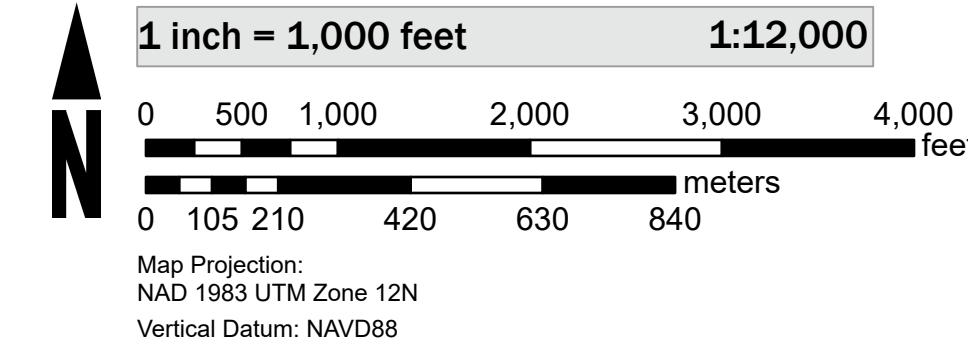 1 inch = 1,000 feet 1:12,000
0 500 1,000 2,000 3,000 4,000
feet
meters
0 105 210 420 630 840
N
Map Projection:
NAD 1983 UTM Zone 12N
Vertical Datum: NAVD88